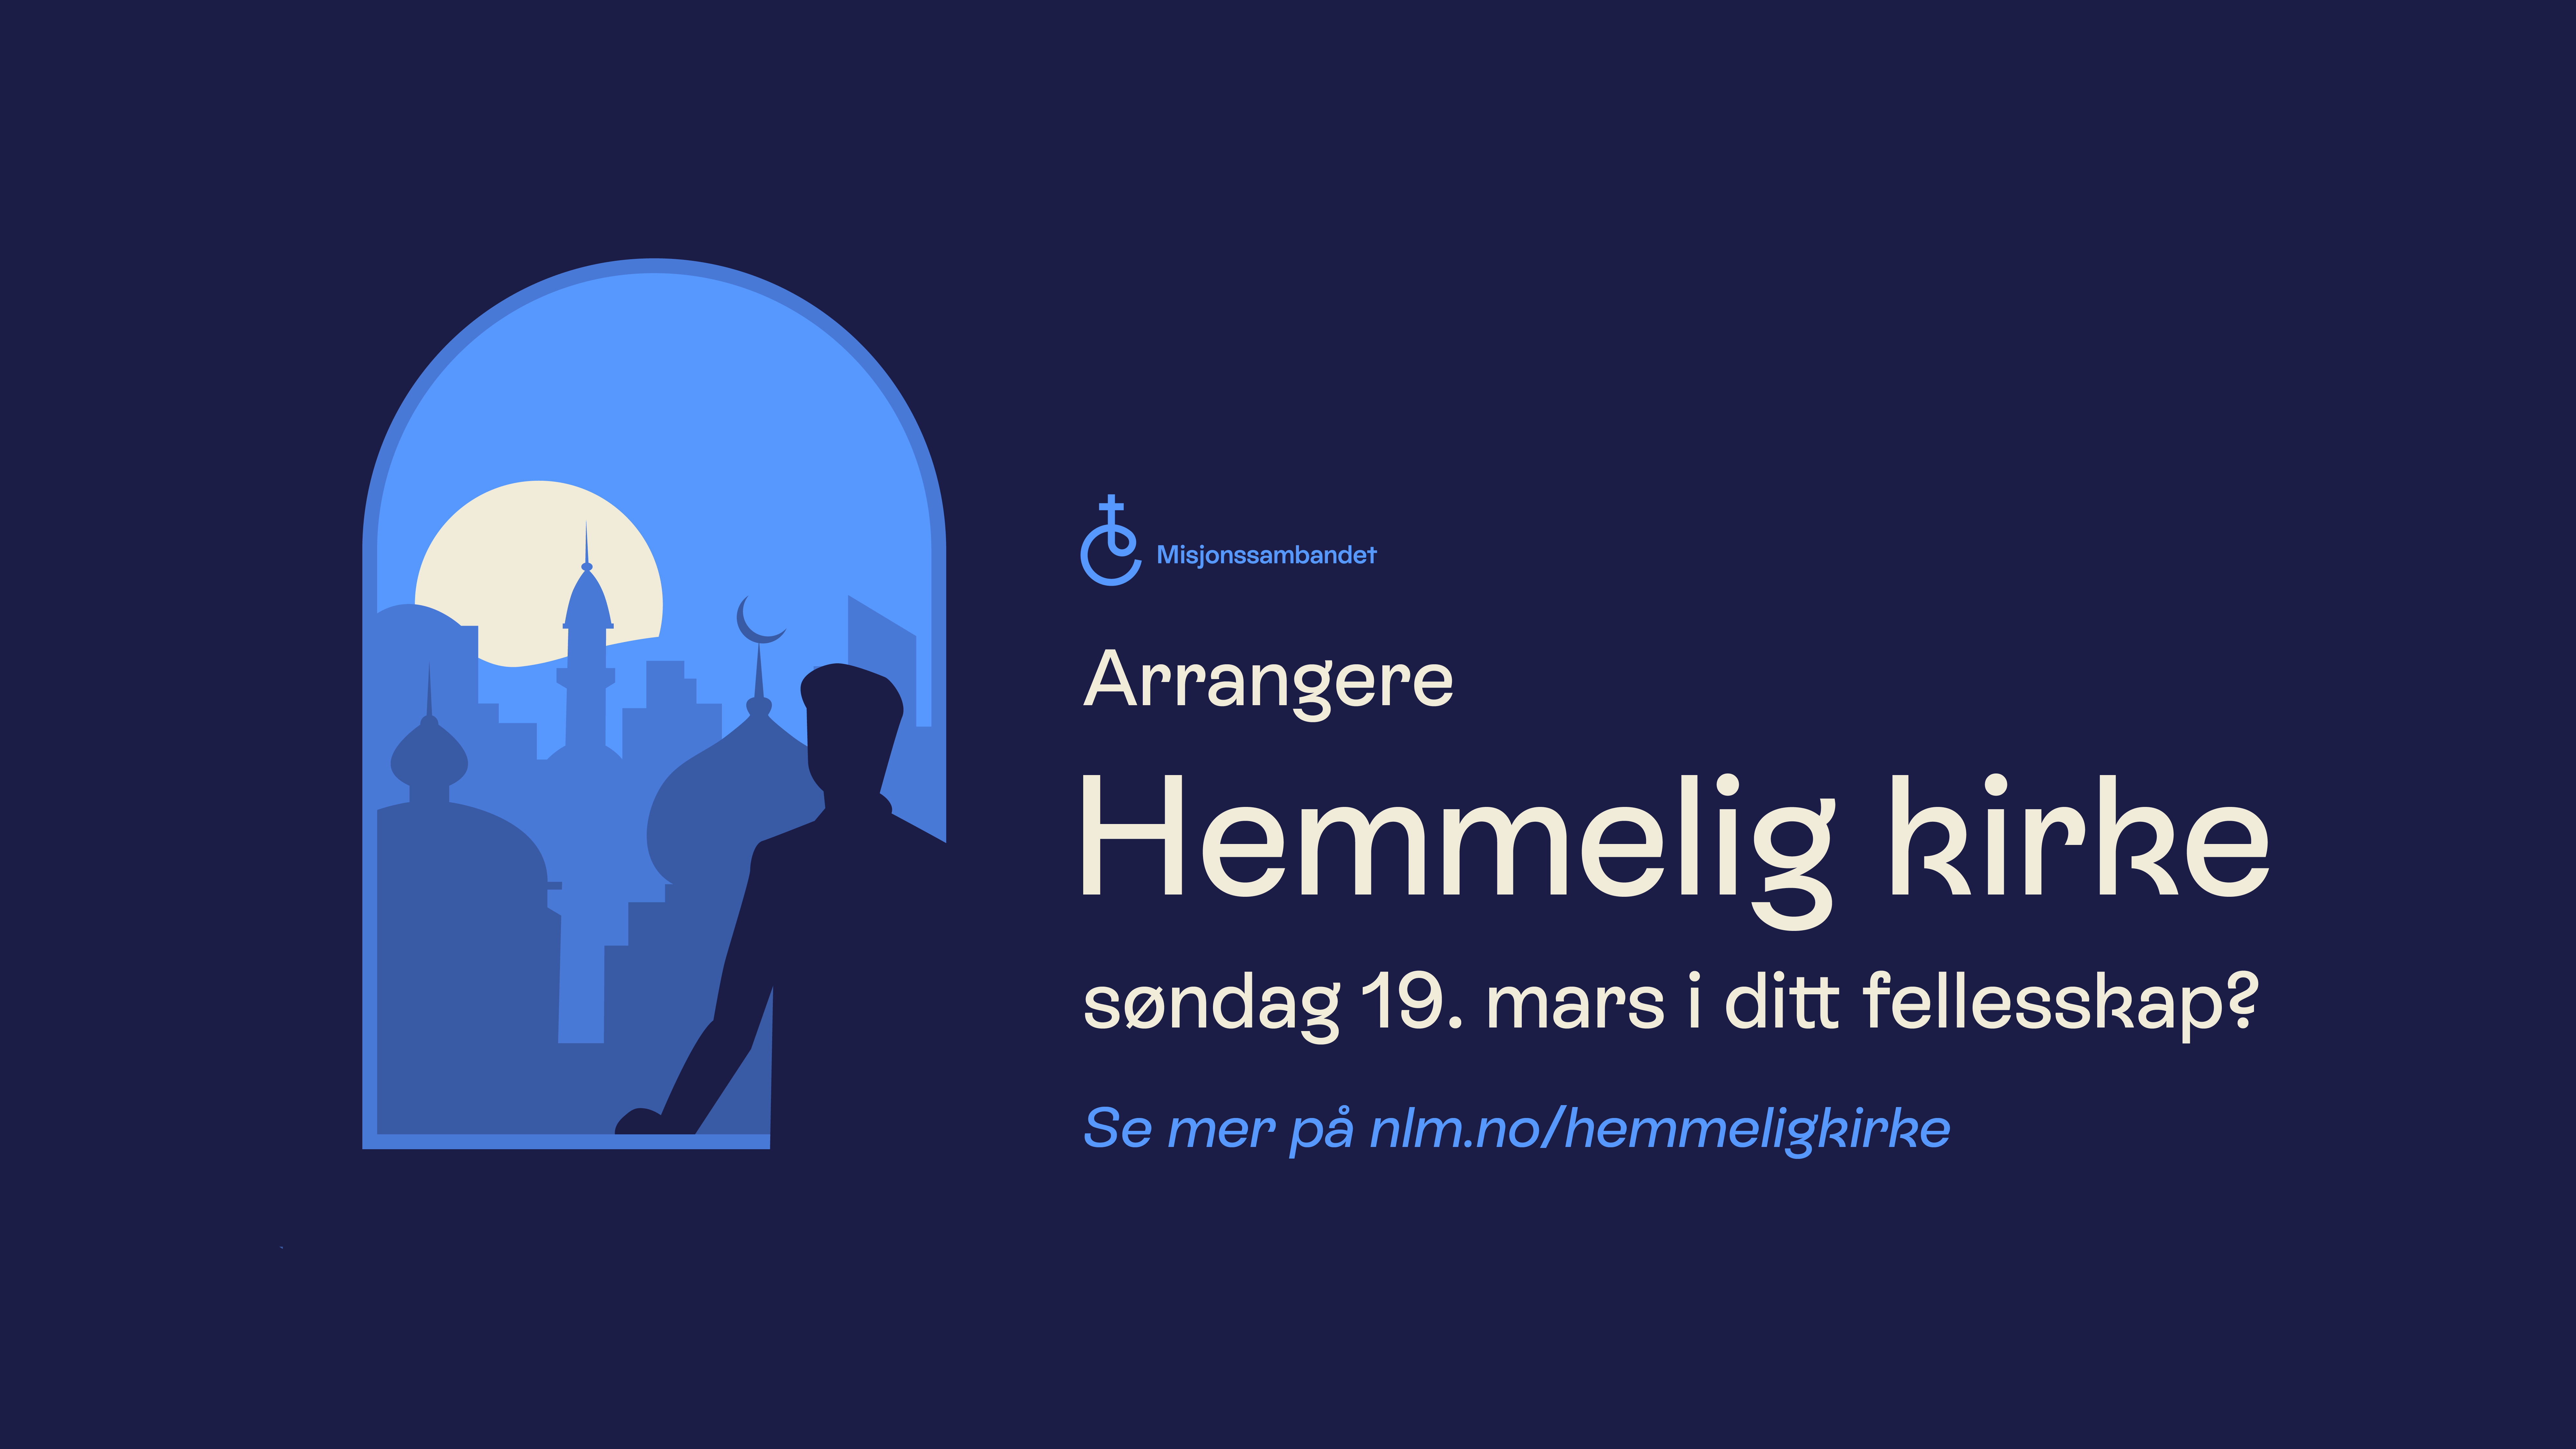 Misjonssambandet
Arrangere
Hemmelig kirke
søndag 19. mars i ditt fellesskap?
Se mer på nlm.no/hemmeligkirke